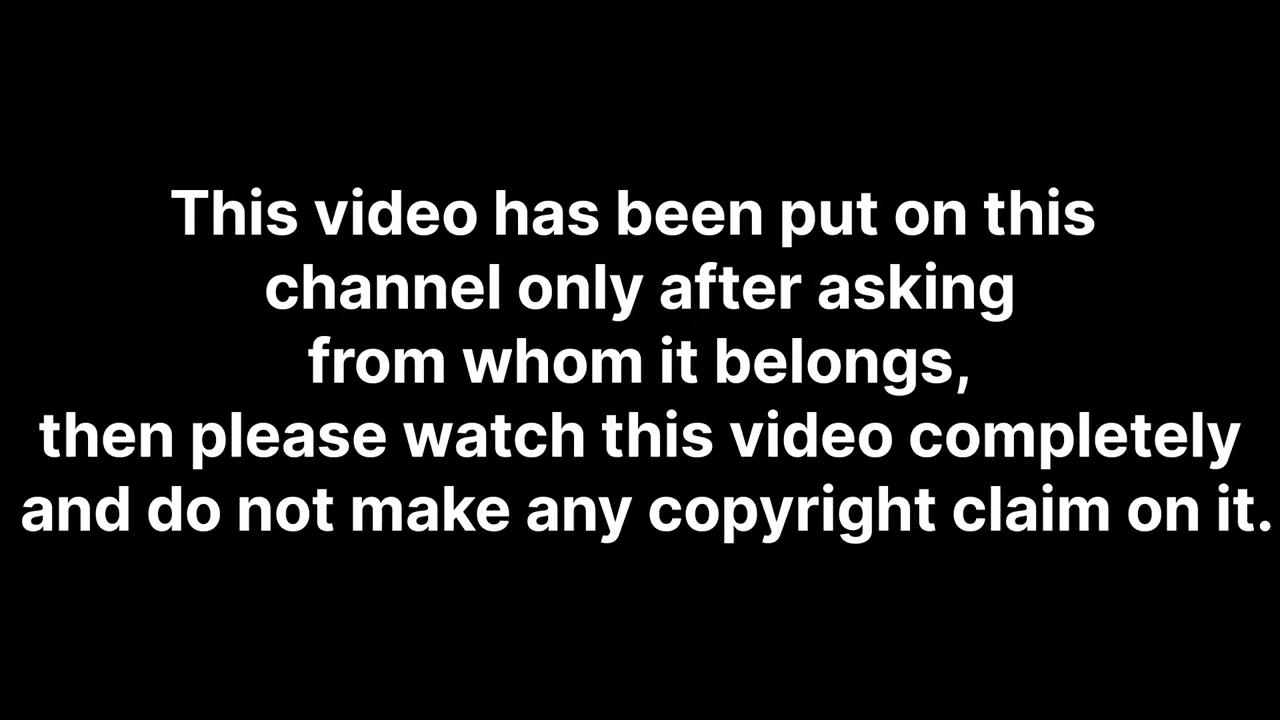 This video has been put on this
channel only after asking
from whom it belongs,
then please watch this video completely
and do not make any copyright claim on it.